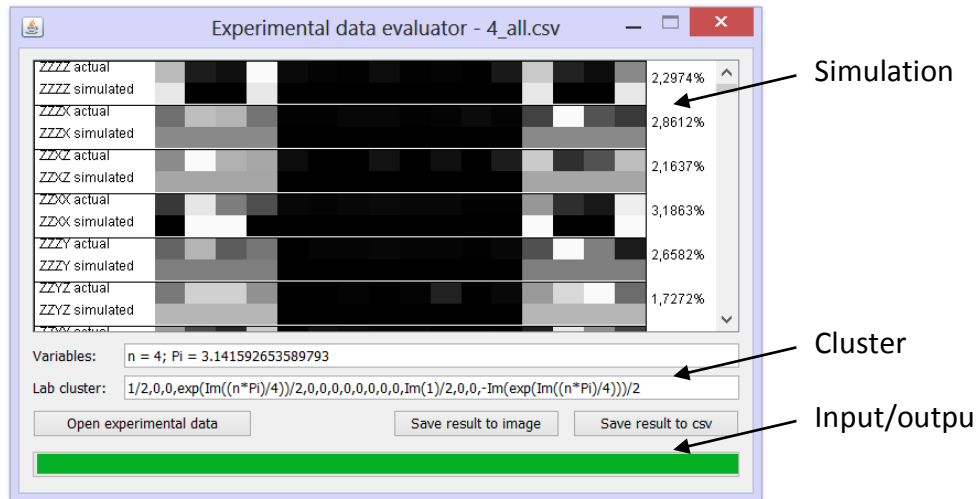 Experimental data evaluator - 4_all.csv
ZZZZ actual
2,2974%
ZZZZ simulated
ZZZX actual
2,8612%
ZZZX simulated
ZZXZ actual
2,1637%
ZZXZ simulated
ZZXX actual
3,1863%
ZZXX simulated
ZZZY actual
2,6582%
ZZZY simulated
ZZYZ actual
1,7272%
ZZYZ simulated
Simulation
Variables: n = 4; Pi = 3.141592653589793
Cluster
Lab cluster: 1/2,0,0,exp(Im((n*Pi)/4))/2,0,0,0,0,0,0,0,0,Im(1)/2,0,0,-Im(exp(Im((n*Pi)/4)))/2
Open experimental data Save result to image Save result to csv
Input/outpu